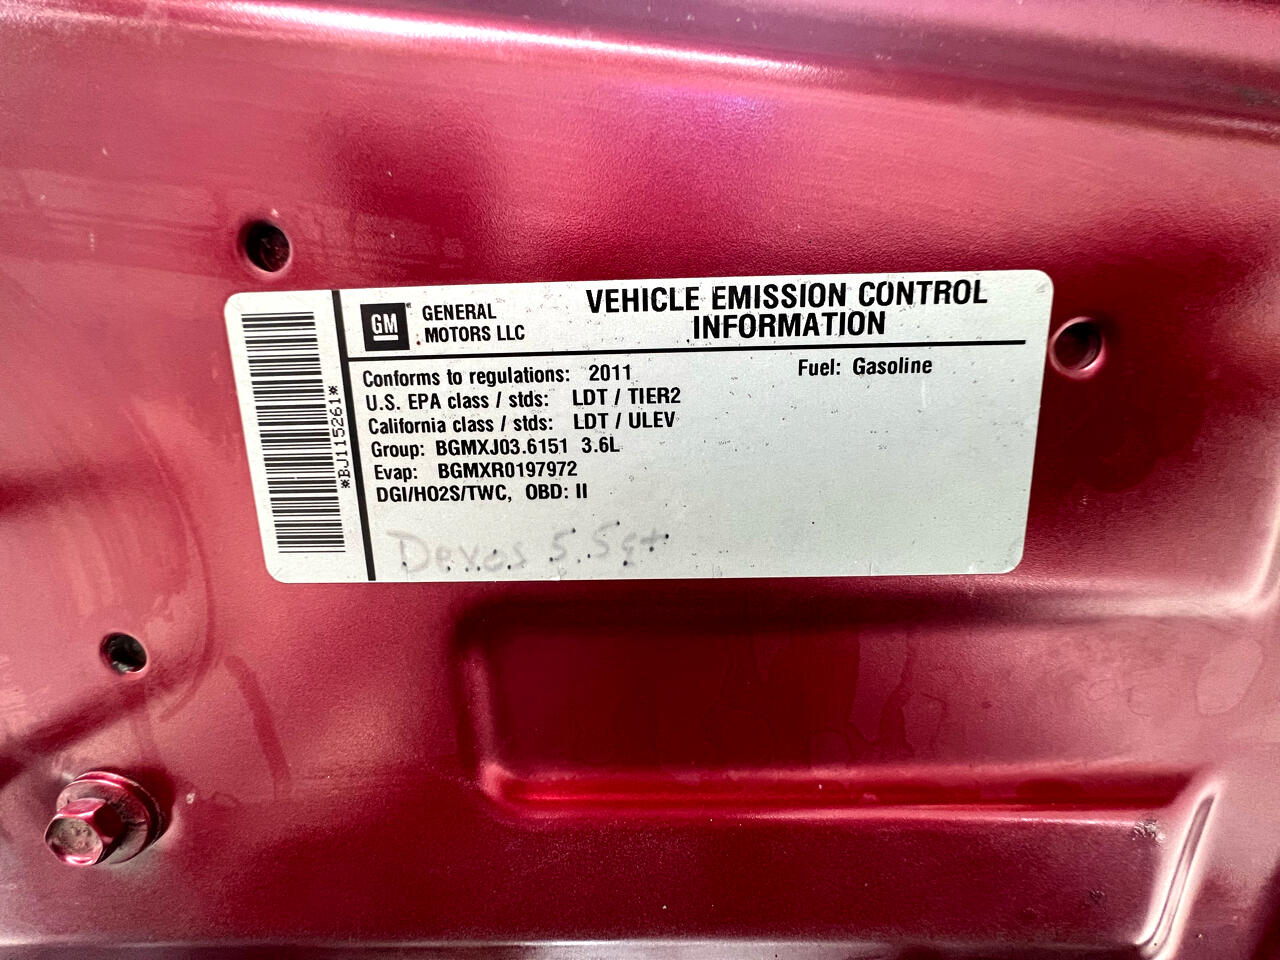 *BJ115261*
GM GENERAL MOTORS LLC
VEHICLE EMISSION CONTROL
INFORMATION
Conforms to regulations: 2011 Fuel: Gasoline
U.S. EPA class / stds: LDT / TIER2
California class / stds: LDT / ULEV
Group: BGMXJ03.6151 3.6L
Evap: BGMXR0197972
DGI/HO2S/TWC, OBD: II
Dexos 5.5qt